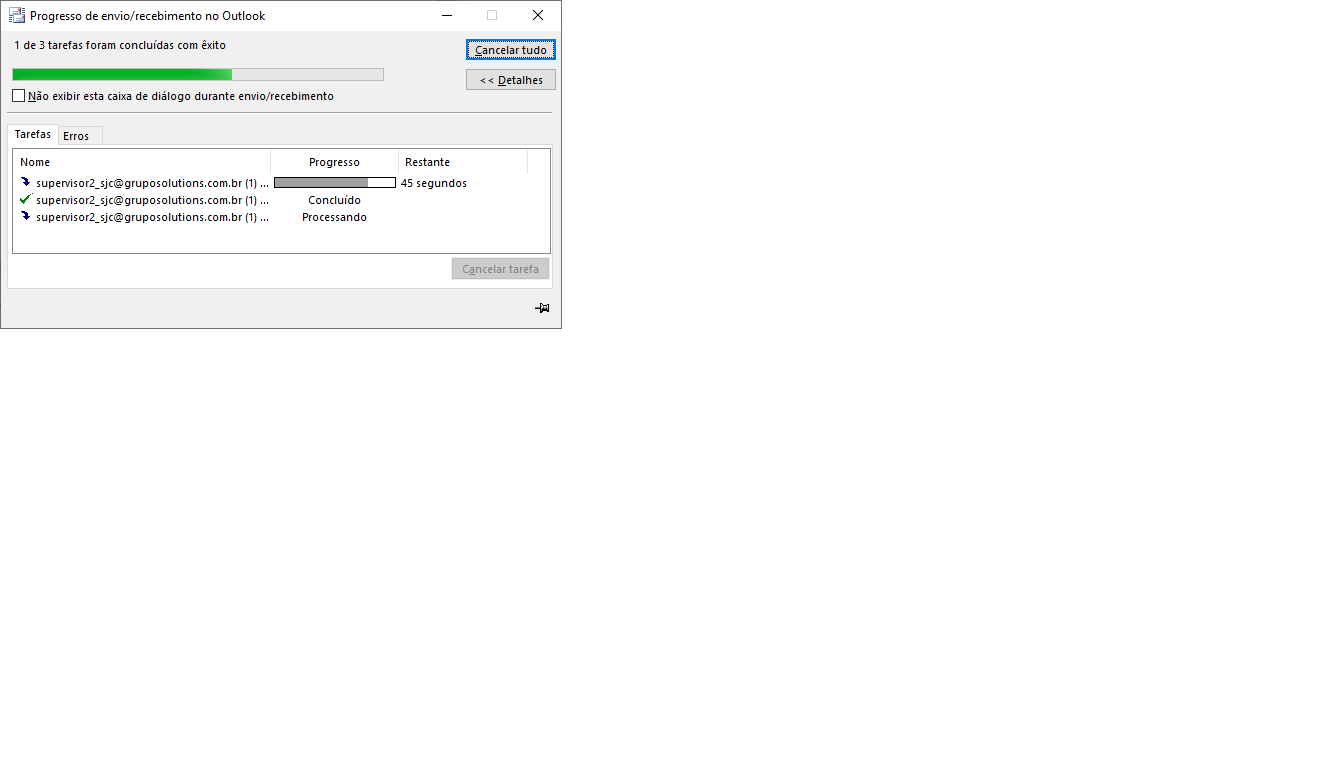 Progresso de envio/recebimento no Outlook
1 de 3 tarefas foram concluídas com êxito
Cancelar tudo
<< Detalhes
Não exibir esta caixa de diálogo durante envio/recebimento
Tarefas Erros
Nome Progresso Restante
supervisor2_sjc@gruposolutions.com.br (1) ... 45 segundos
supervisor2_sjc@gruposolutions.com.br (1) ... Concluído
supervisor2_sjc@gruposolutions.com.br (1) ... Processando
Cancelar tarefa